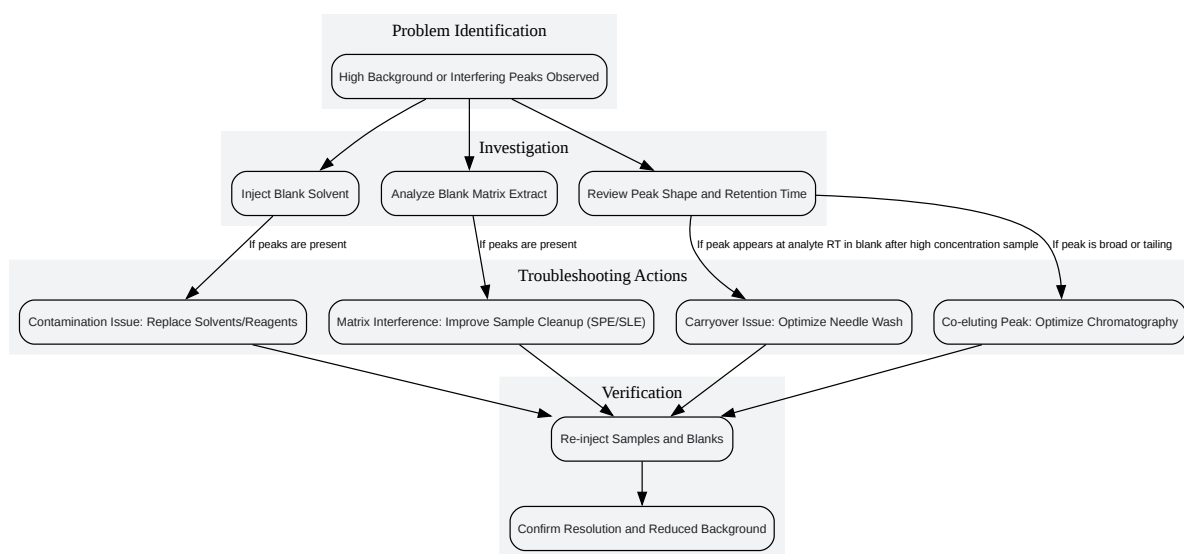 Problem Identification
High Background or Interfering Peaks Observed
Investigation
Inject Blank Solvent
Analyze Blank Matrix Extract
Review Peak Shape and Retention Time
If peaks are present
If peaks are present
If peak appears at analyte RT in blank after high concentration sample
If peak is broad or tailing
Troubleshooting Actions
Contamination Issue: Replace Solvents/Reagents
Matrix Interference: Improve Sample Cleanup (SPE/SLE)
Carryover Issue: Optimize Needle Wash
Co-eluting Peak: Optimize Chromatography
Verification
Re-inject Samples and Blanks
Confirm Resolution and Reduced Background